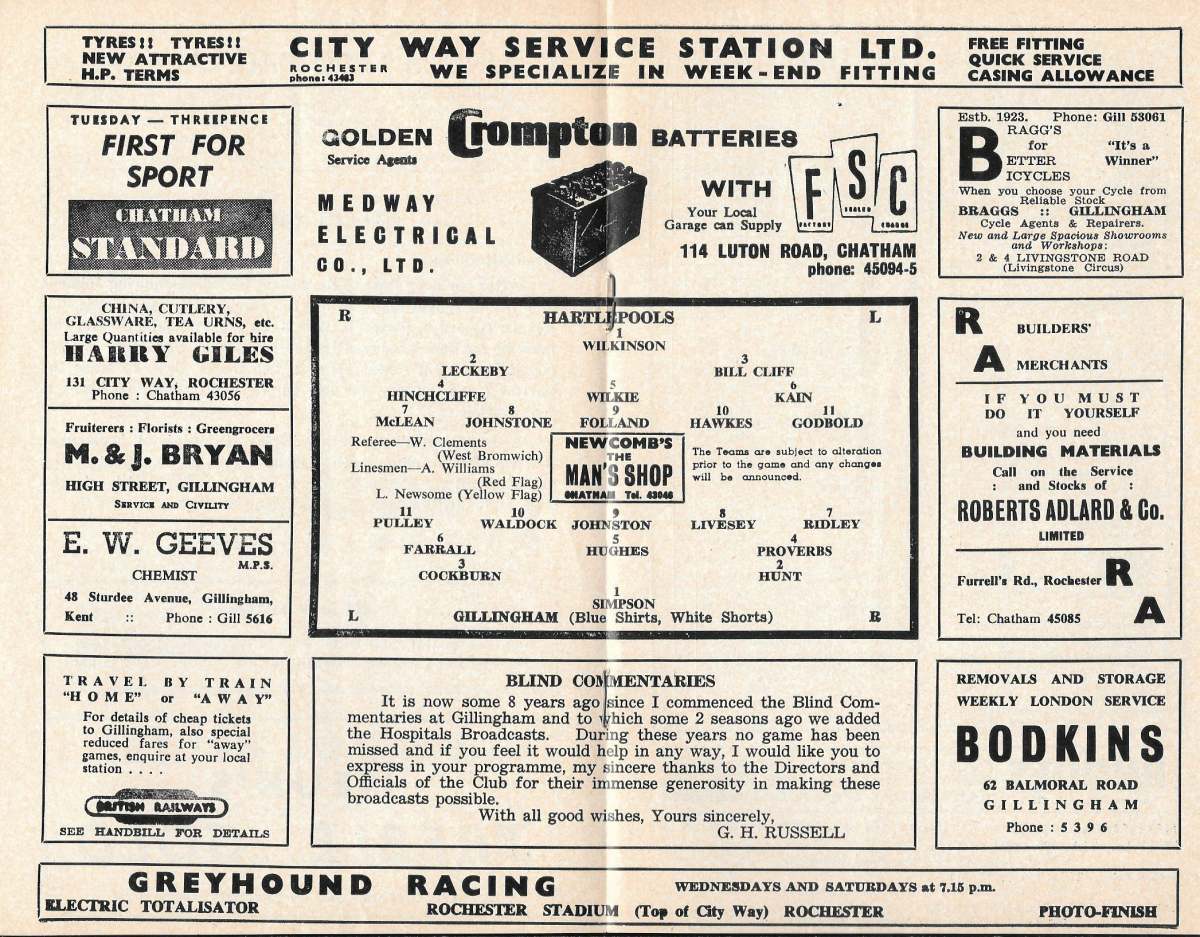 TYRES!! TYRES!!
NEW ATTRACTIVE
H.P. TERMS
CITY WAY SERVICE STATION LTD.
ROCHESTER
phone: 43483
WE SPECIALIZE IN WEEK-END FITTING
FREE FITTING
QUICK SERVICE
CASING ALLOWANCE
TUESDAY — THREEPENCE
FIRST FOR
SPORT
CHATHAM
STANDARD
GOLDEN Crompton BATTERIES
Service Agents
MEDWAY
ELECTRICAL
CO., LTD.
WITH
Your Local
Garage can Supply
FSC
FACTORY DEALER CHARGE
114 LUTON ROAD, CHATHAM
phone: 45094-5
Estb. 1923. Phone: Gill 53061
BRAGG'S
for "It's a
BETTER Winner"
BICYCLES
When you choose your Cycle from
Reliable Stock
BRAGGS :: GILLINGHAM
Cycle Agents & Repairers.
New and Large Spacious Showrooms
and Workshops:
2 & 4 LIVINGSTONE ROAD
(Livingstone Circus)
CHINA, CUTLERY,
GLASSWARE, TEA URNS, etc.
Large Quantities available for hire
HARRY GILES
131 CITY WAY, ROCHESTER
Phone : Chatham 43056
Fruiterers : Florists : Greengrocers
M. & J. BRYAN
HIGH STREET, GILLINGHAM
SERVICE AND CIVILITY
E. W. GEEVES
M.P.S.
CHEMIST
48 Sturdee Avenue, Gillingham,
Kent :: Phone : Gill 5616
R HARTLEPOOLS L
1
WILKINSON
2 3
LECKEBY BILL CLIFF
4 5 6
HINCHCLIFFE WILKIE KAIN
7 8 9 10 11
McLEAN JOHNSTONE FOLLAND HAWKES GODBOLD
Referee—W. Clements
(West Bromwich)
Linesmen—A. Williams
(Red Flag)
L. Newsome (Yellow Flag)
NEWCOMB'S
THE
MAN'S SHOP
CHATHAM Tel. 43046
The Teams are subject to alteration
prior to the game and any changes
will be announced.
11 10 9 8 7
PULLEY WALDOCK JOHNSTON LIVESEY RIDLEY
6 5 4
FARRALL HUGHES PROVERBS
3 2
COCKBURN HUNT
1
SIMPSON
L GILLINGHAM (Blue Shirts, White Shorts) R
R BUILDERS'
A MERCHANTS
IF YOU MUST
DO IT YOURSELF
and you need
BUILDING MATERIALS
Call on the Service
: and Stocks of :
ROBERTS ADLARD & Co.
LIMITED
Furrell's Rd., Rochester R
Tel: Chatham 45085 A
TRAVEL BY TRAIN
"HOME" or "AWAY"
For details of cheap tickets
to Gillingham, also special
reduced fares for "away"
games, enquire at your local
station . . . .
BRITISH RAILWAYS
SEE HANDBILL FOR DETAILS
BLIND COMMENTARIES
It is now some 8 years ago since I commenced the Blind Com-
mentaries at Gillingham and to which some 2 seasons ago we added
the Hospitals Broadcasts. During these years no game has been
missed and if you feel it would help in any way, I would like you to
express in your programme, my sincere thanks to the Directors and
Officials of the Club for their immense generosity in making these
broadcasts possible.
With all good wishes, Yours sincerely,
G. H. RUSSELL
REMOVALS AND STORAGE
WEEKLY LONDON SERVICE
BODKINS
62 BALMORAL ROAD
GILLINGHAM
Phone : 5396
GREYHOUND RACING WEDNESDAYS AND SATURDAYS at 7.15 p.m.
ELECTRIC TOTALISATOR ROCHESTER STADIUM (Top of City Way) ROCHESTER PHOTO-FINISH